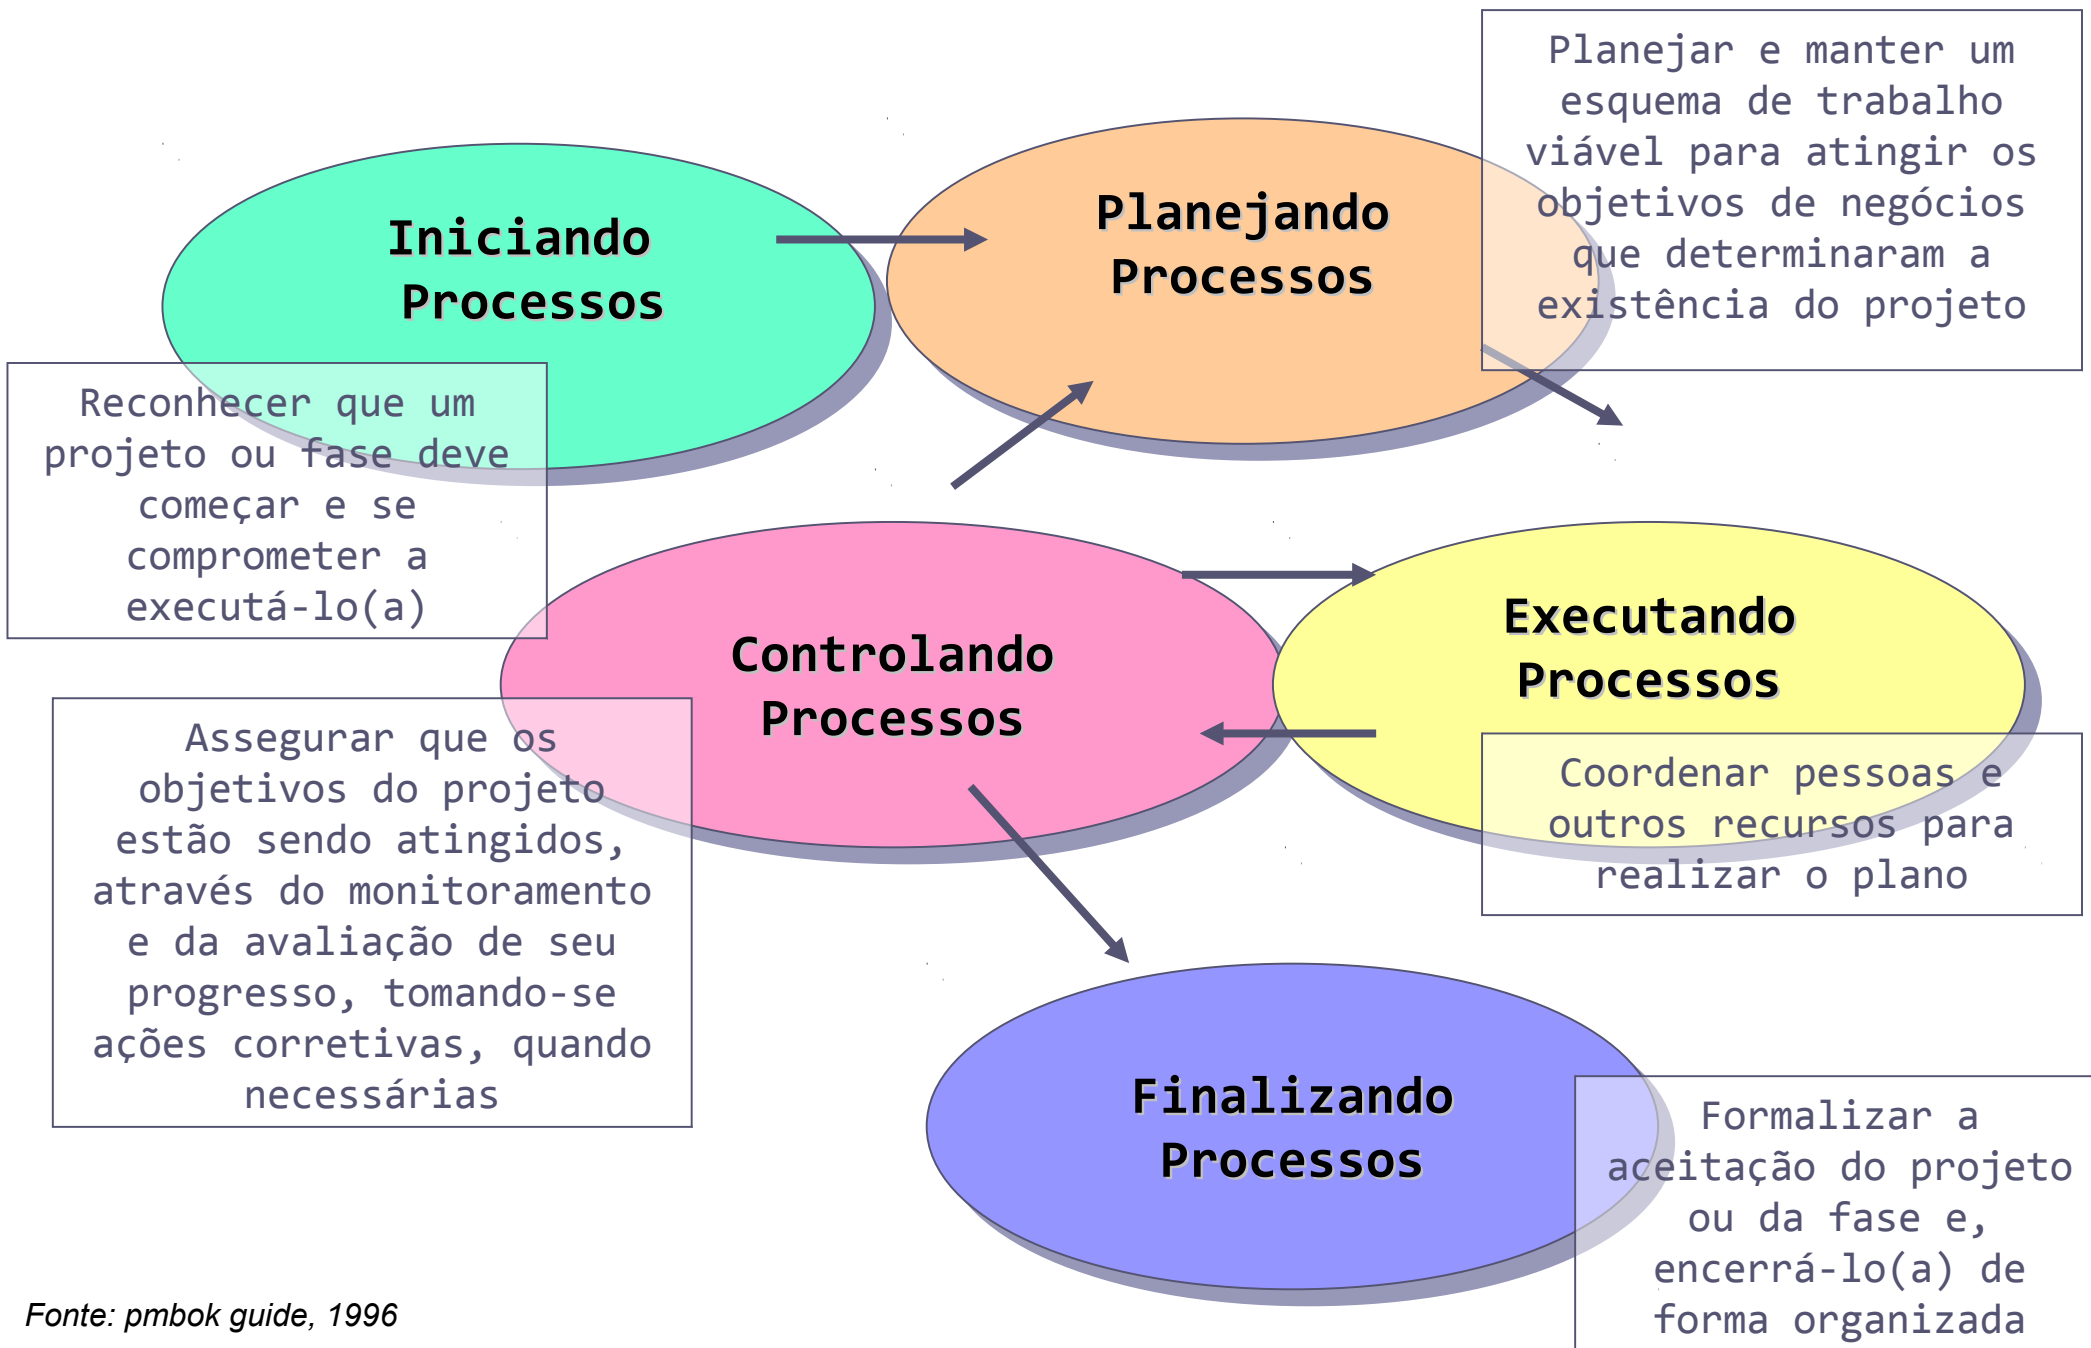 Iniciando
Processos
Reconhecer que um
projeto ou fase deve
começar e se
comprometer a
executá-lo(a)
Planejando
Processos
Planejar e manter um
esquema de trabalho
viável para atingir os
objetivos de negócios
que determinaram a
existência do projeto
Controlando
Processos
Assegurar que os
objetivos do projeto
estão sendo atingidos,
através do monitoramento
e da avaliação de seu
progresso, tomando-se
ações corretivas, quando
necessárias
Executando
Processos
Coordenar pessoas e
outros recursos para
realizar o plano
Finalizando
Processos
Formalizar a
aceitação do projeto
ou da fase e,
encerrá-lo(a) de
forma organizada
Fonte: pmbok guide, 1996